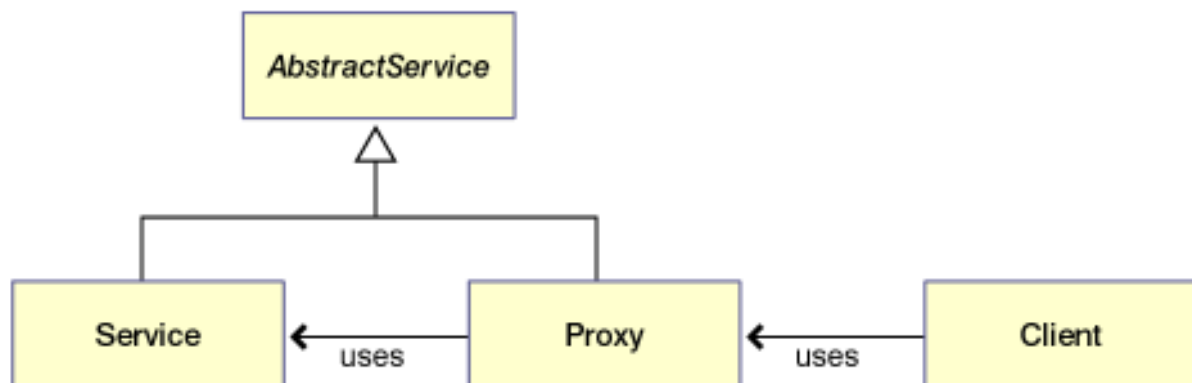 AbstractService
Service
uses
Proxy
uses
Client